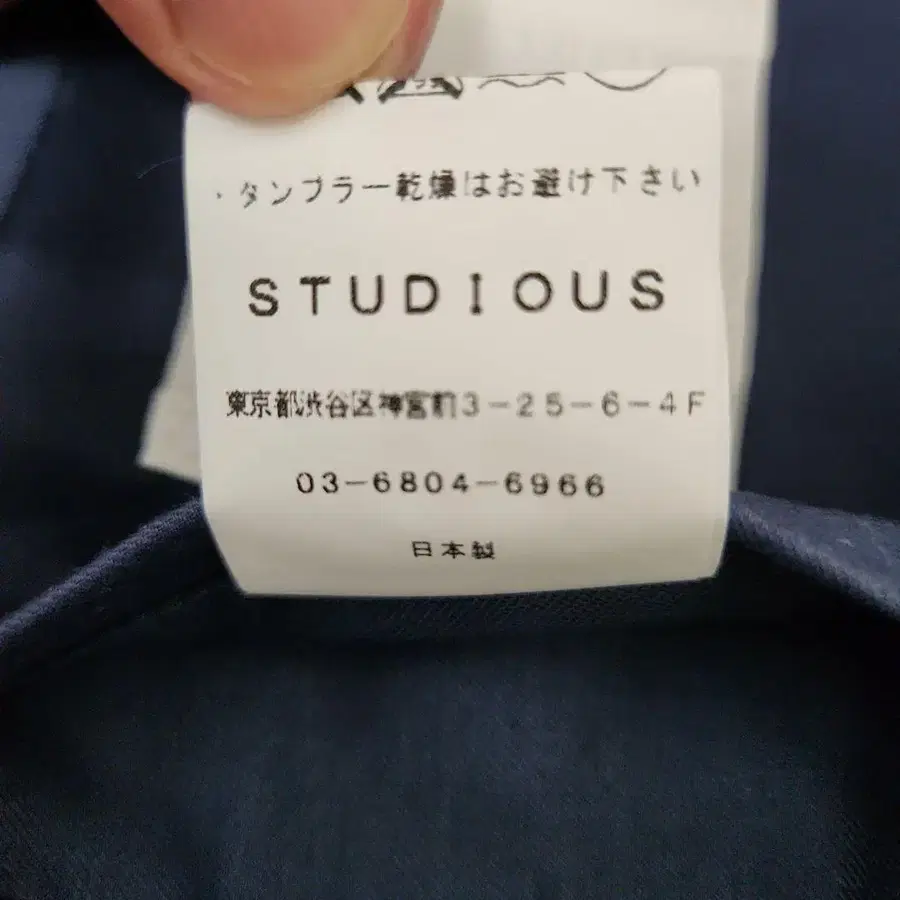 ・タンブラー乾燥はお避け下さい
STUDIOUS
東京都渋谷区神宮前3-25-6-4F
03-6804-6966
日本製